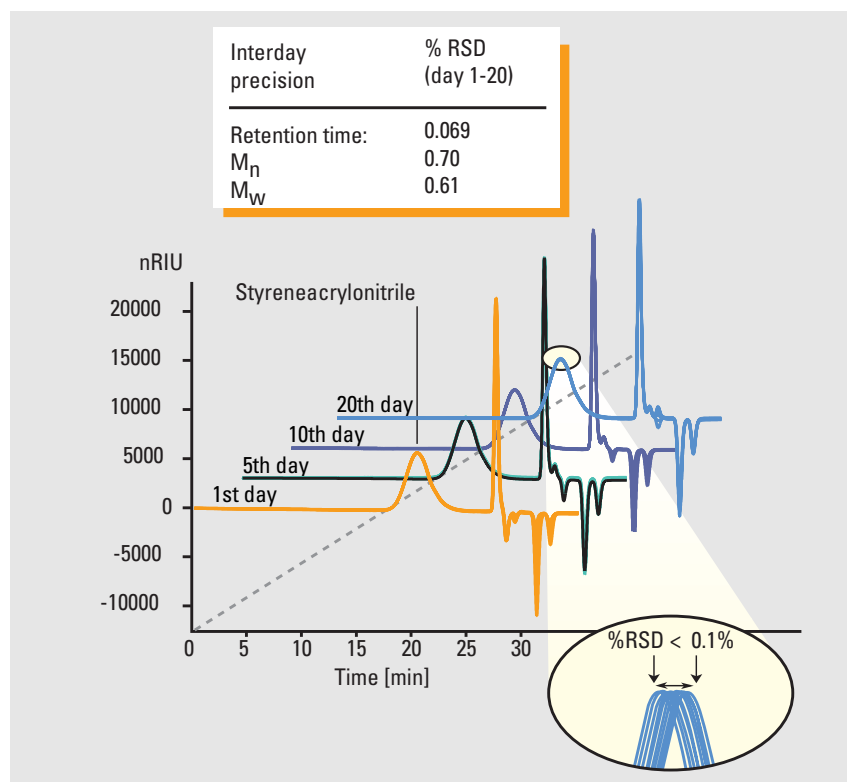 Interday % RSD
precision (day 1-20)
Retention time: 0.069
Mn 0.70
Mw 0.61
nRIU
Styreneacrylonitrile
20000
15000
10000
5000
0
-5000
-10000
20th day
10th day
5th day
1st day
0 5 10 15 20 25 30
Time [min]
%RSD < 0.1%